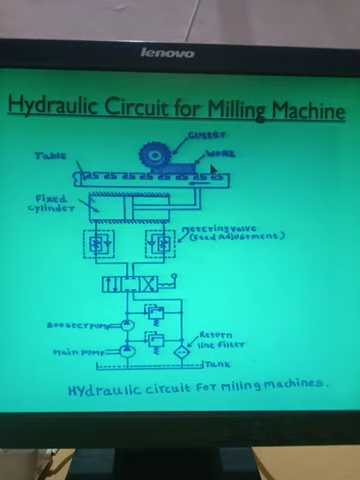 lenovo
Hydraulic Circuit for Milling Machine
Cutter
Table
Work
Fixed
cylinder
Metering valve
(Feed Adjustment)
Booster pump
Return
line filter
Main pump
Tank
Hydraulic circuit for milling machines.